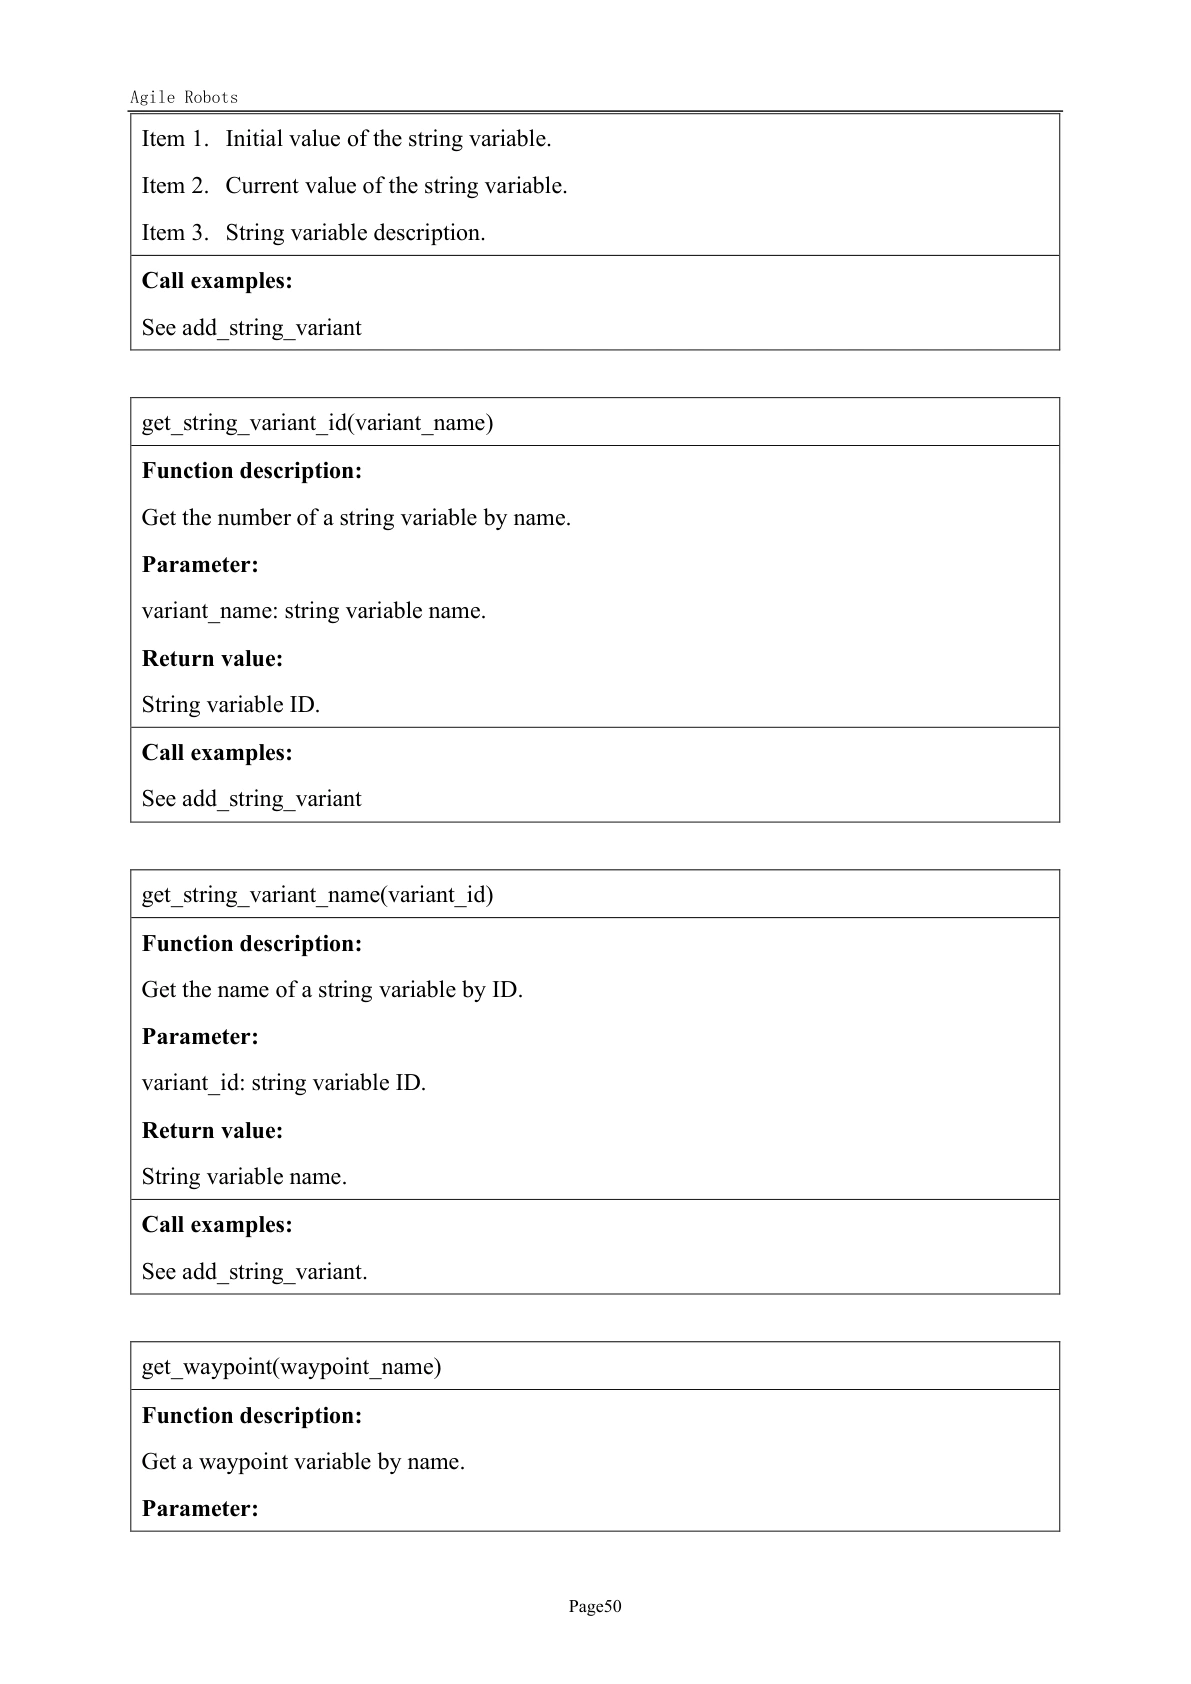 Agile Robots
Item 1. Initial value of the string variable.
Item 2. Current value of the string variable.
Item 3. String variable description.
Call examples:
See add_string_variant
get_string_variant_id(variant_name)
Function description:
Get the number of a string variable by name.
Parameter:
variant_name: string variable name.
Return value:
String variable ID.
Call examples:
See add_string_variant
get_string_variant_name(variant_id)
Function description:
Get the name of a string variable by ID.
Parameter:
variant_id: string variable ID.
Return value:
String variable name.
Call examples:
See add_string_variant.
get_waypoint(waypoint_name)
Function description:
Get a waypoint variable by name.
Parameter:
Page50